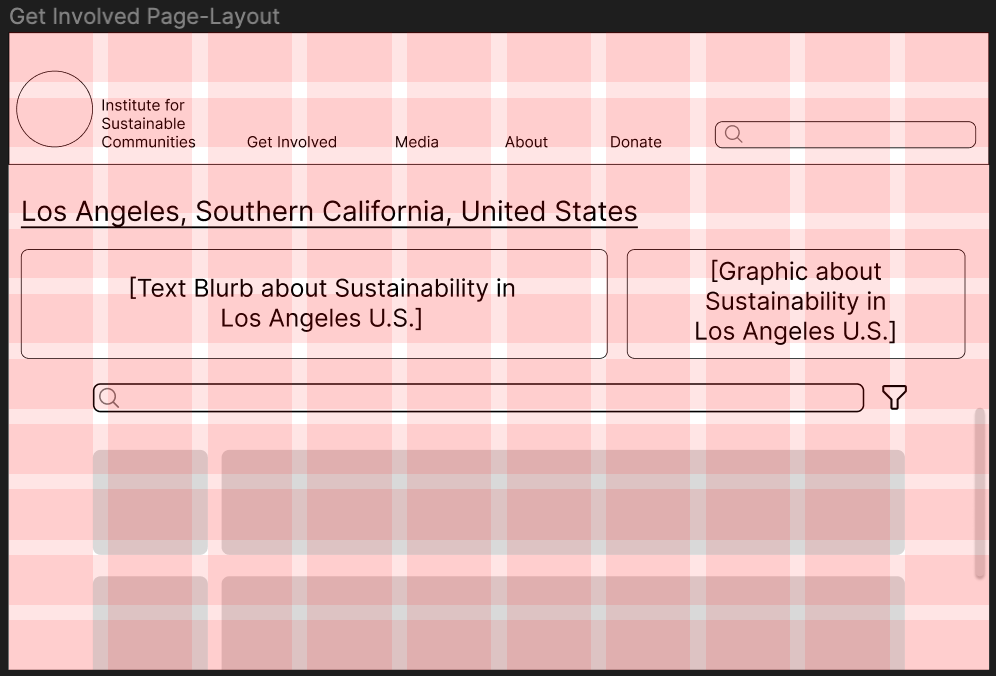 Get Involved Page-Layout
Institute for
Sustainable
Communities
Get Involved
Media
About
Donate
Los Angeles, Southern California, United States
[Text Blurb about Sustainability in
Los Angeles U.S.]
[Graphic about
Sustainability in
Los Angeles U.S.]